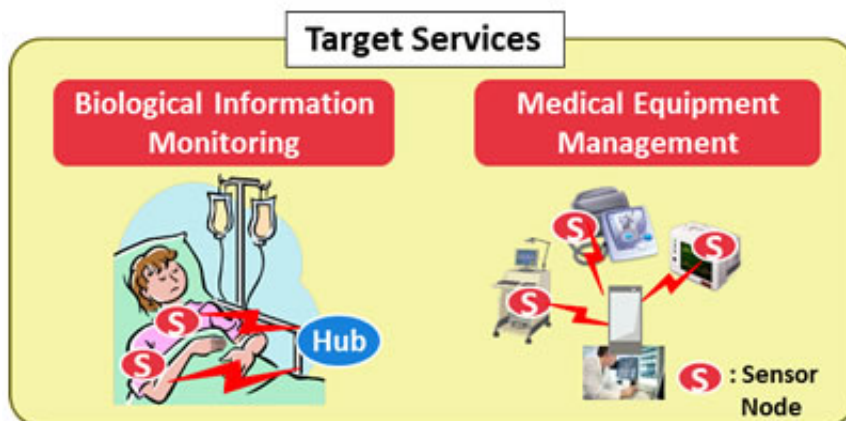 Target Services
Biological Information
Monitoring
Medical Equipment
Management
S
S
Hub
S
S
S
S : Sensor
Node